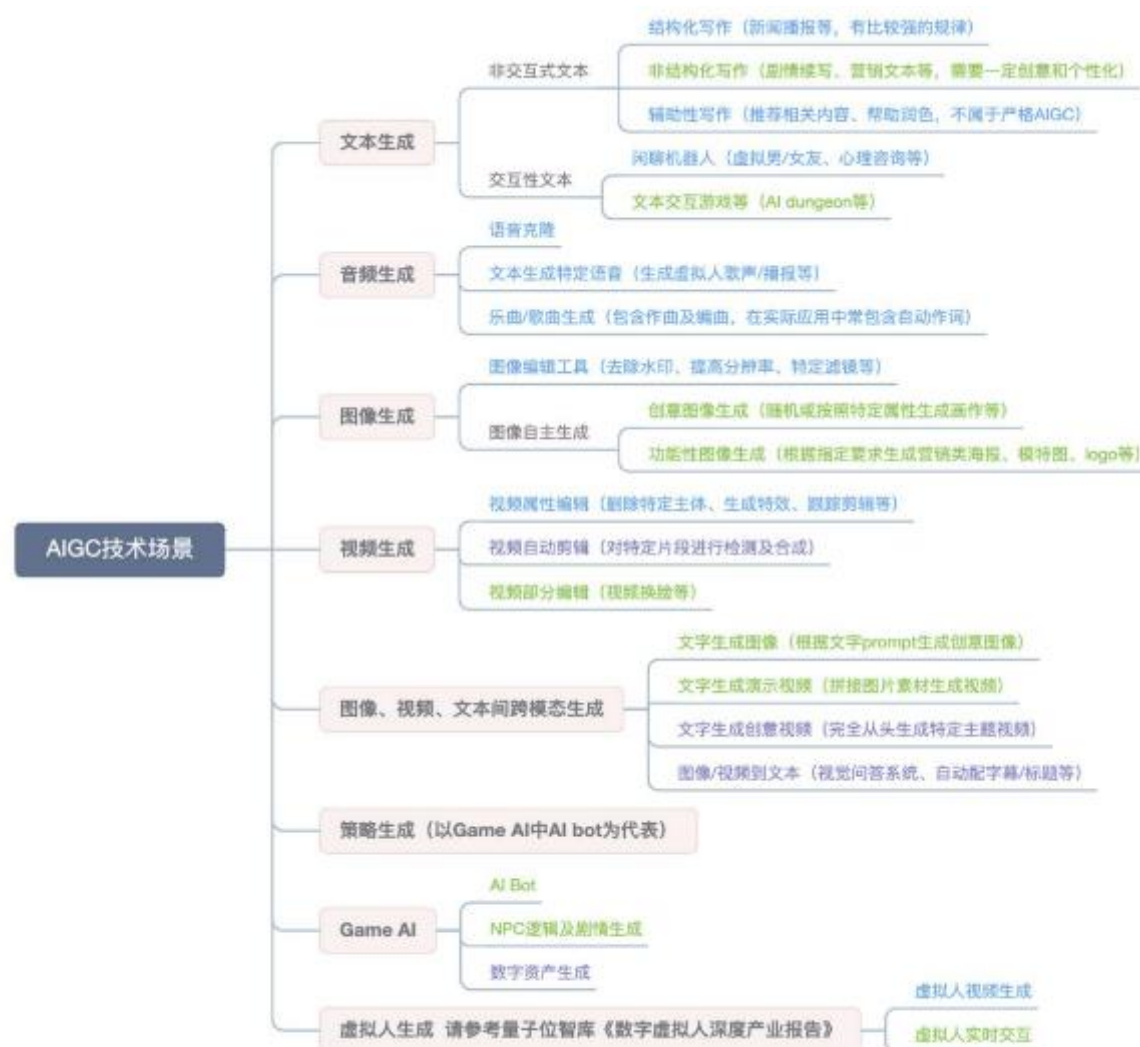 AIGC技术场景
文本生成
非交互式文本
结构化写作（新闻播报等，有比较强的规律）
非结构化写作（剧情续写、营销文本等，需要一定创意和个性化）
辅助性写作（推荐相关内容、帮助润色，不属于严格AIGC）
交互性文本
闲聊机器人（虚拟男/女友、心理咨询等）
文本交互游戏等（AI dungeon等）
音频生成
语音克隆
文本生成特定语音（生成虚拟人歌声/播报等）
乐曲/歌曲生成（包含作曲及编曲，在实际应用中常包含自动作词）
图像生成
图像编辑工具（去除水印、提高分辨率、特定滤镜等）
图像自主生成
创意图像生成（随机或按照特定属性生成画作等）
功能性图像生成（根据指定要求生成营销类海报、模特图、logo等）
视频生成
视频属性编辑（删除特定主体、生成特效、跟踪剪辑等）
视频自动剪辑（对特定片段进行检测及合成）
视频部分编辑（视频换脸等）
图像、视频、文本间跨模态生成
文字生成图像（根据文字prompt生成创意图像）
文字生成演示视频（拼接图片素材生成视频）
文字生成创意视频（完全从头生成特定主题视频）
图像/视频到文本（视觉问答系统、自动配字幕/标题等）
策略生成（以Game AI中AI bot为代表）
Game AI
AI Bot
NPC逻辑及剧情生成
数字资产生成
虚拟人生成 请参考量子位智库《数字虚拟人深度产业报告》
虚拟人视频生成
虚拟人实时交互